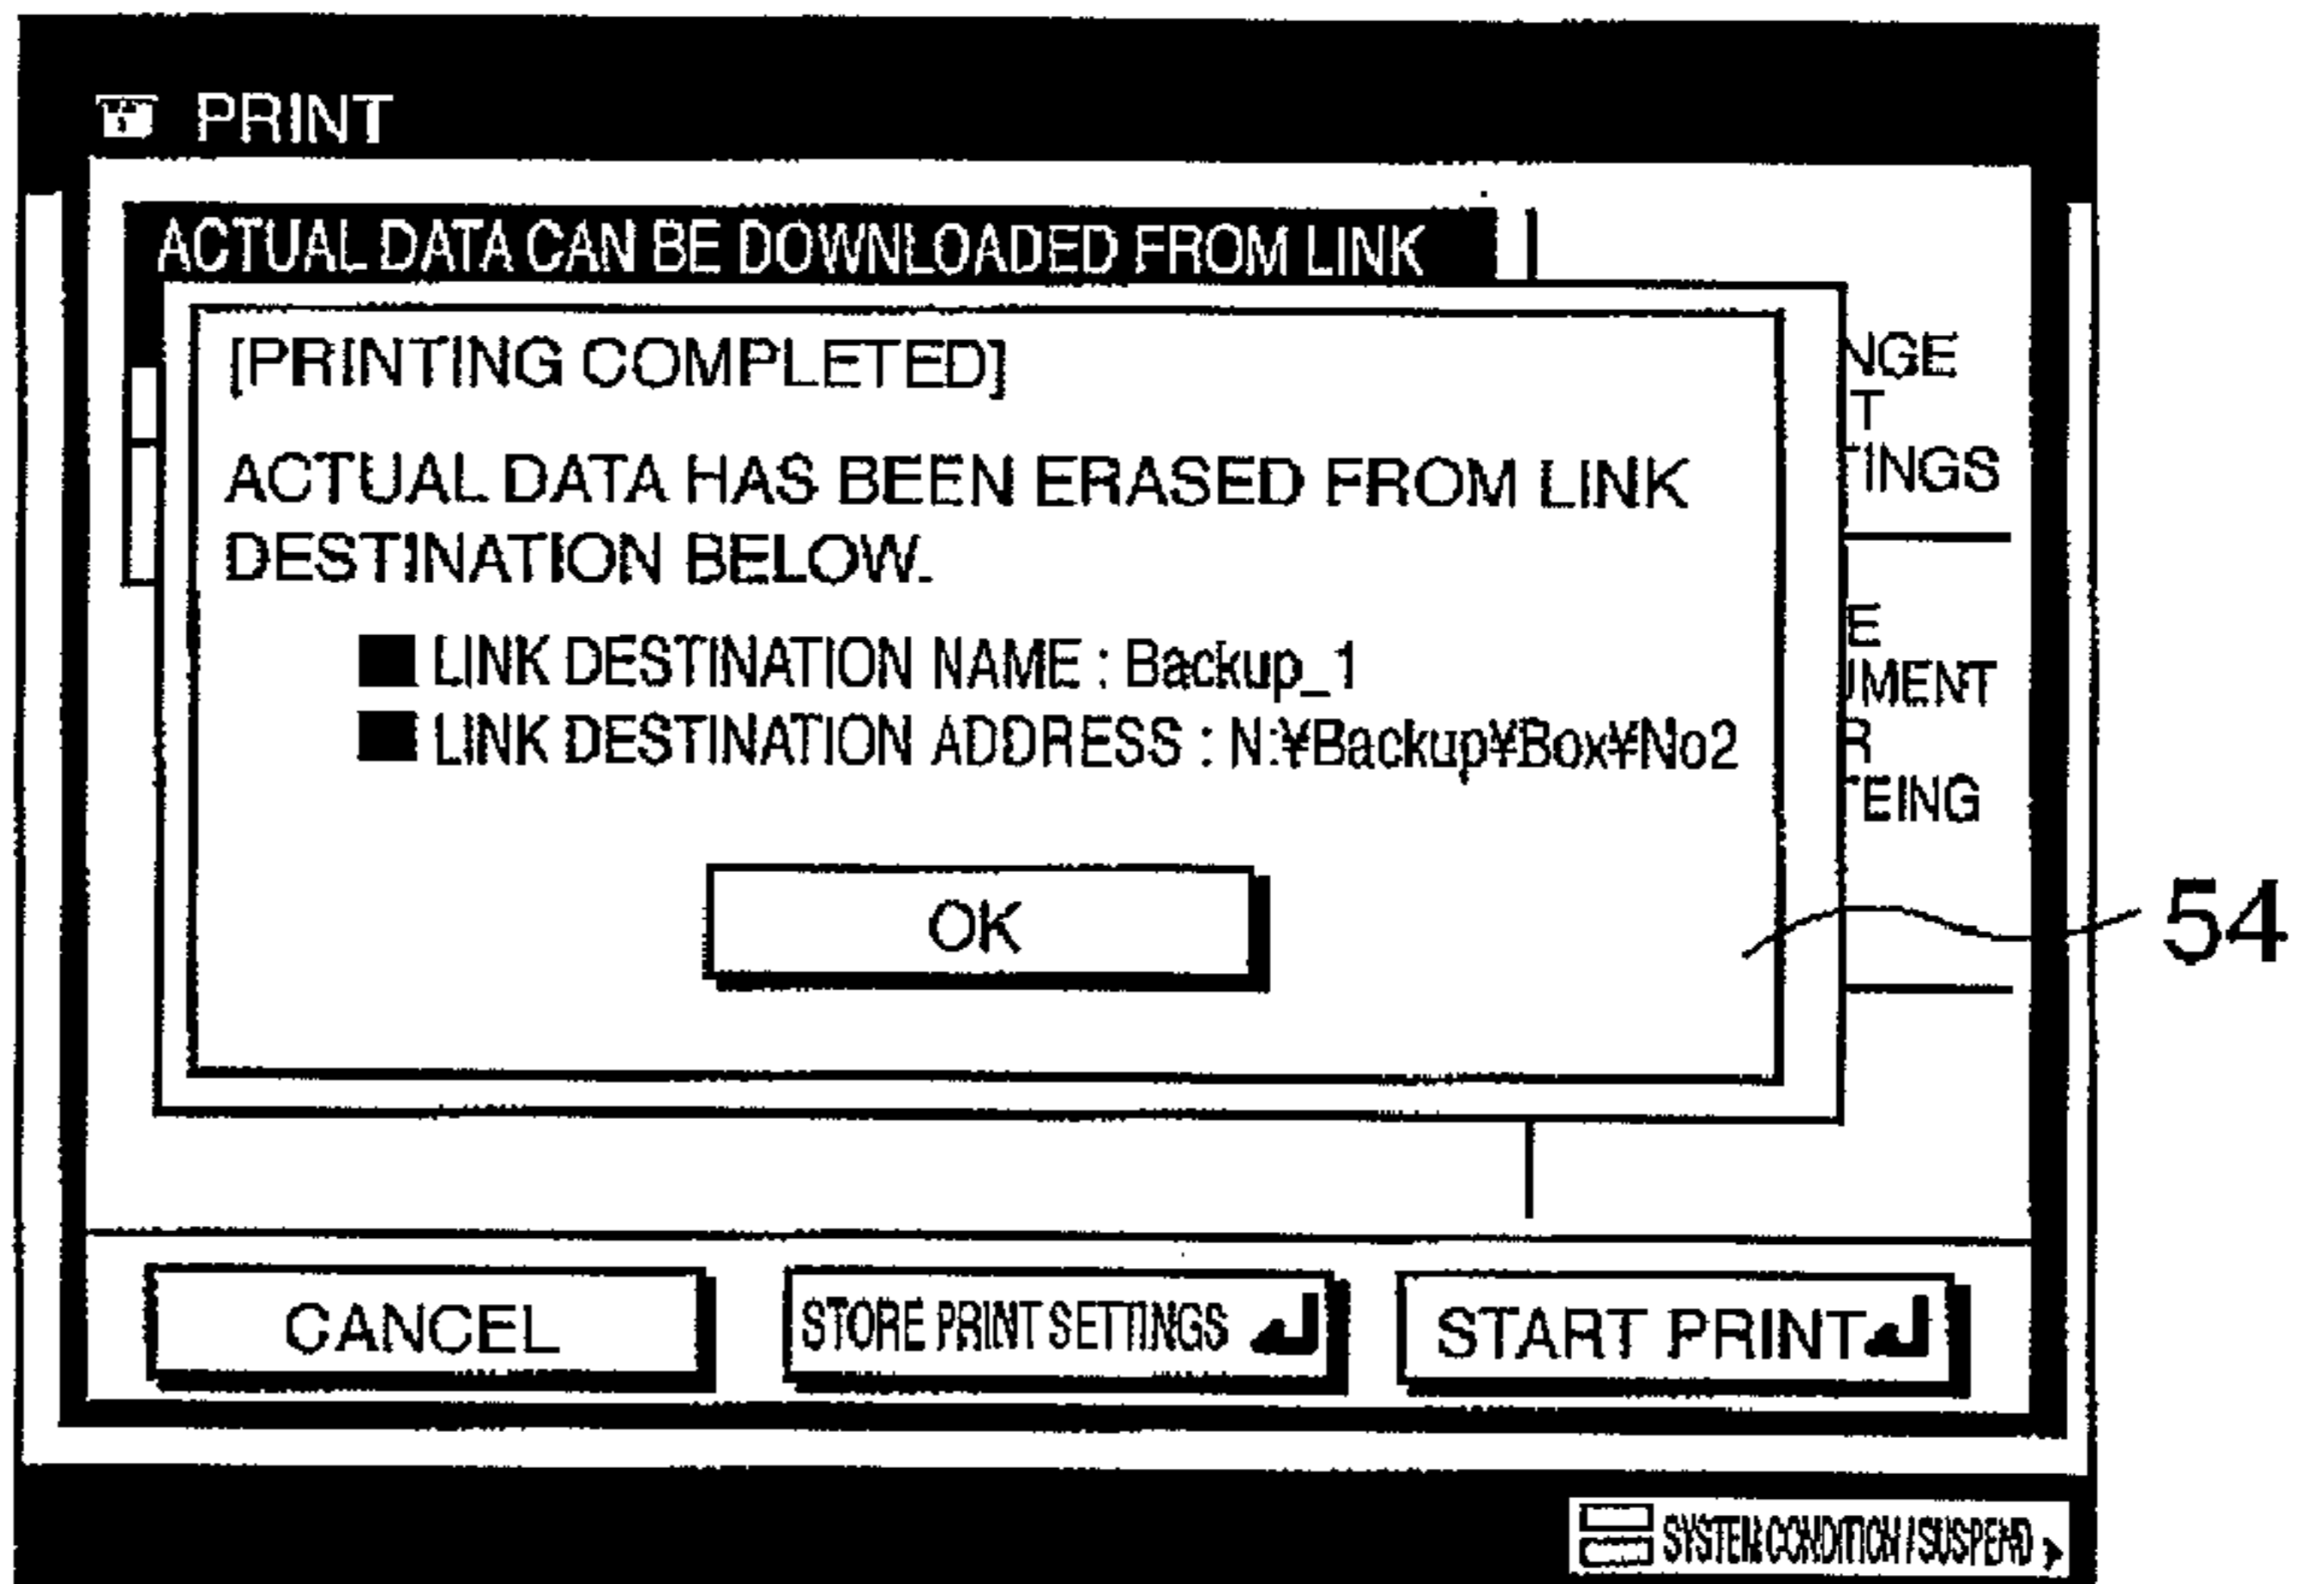 PRINT
ACTUAL DATA CAN BE DOWNLOADED FROM LINK
[PRINTING COMPLETED]
ACTUAL DATA HAS BEEN ERASED FROM LINK
DESTINATION BELOW.
■ LINK DESTINATION NAME : Backup_1
■ LINK DESTINATION ADDRESS : N:¥Backup¥Box¥No2
OK
NGE
T
TINGS
E
UMENT
R
TEING
54
CANCEL
STORE PRINT SETTINGS
START PRINT
SYSTEM CONDITION / SUSPEND